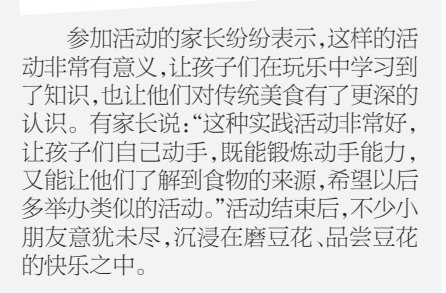 参加活动的家长纷纷表示,这样的活
动非常有意义,让孩子们在玩乐中学习到
了知识,也让他们对传统美食有了更深的
认识。有家长说:“这种实践活动非常好,
让孩子们自己动手,既能锻炼动手能力,
又能让他们了解到食物的来源,希望以后
多举办类似的活动。”活动结束后,不少小
朋友意犹未尽,沉浸在磨豆花、品尝豆花
的快乐之中。